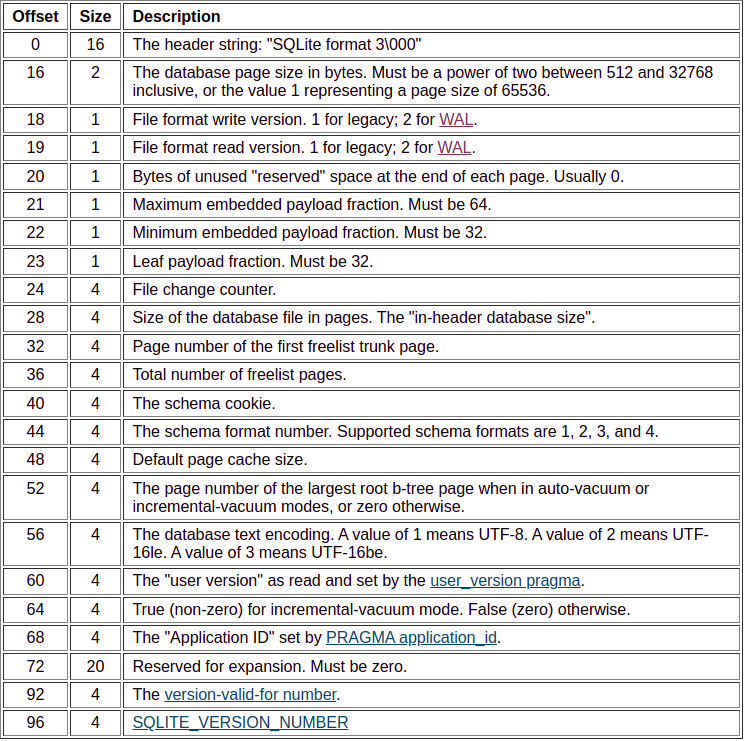 Offset Size Description
0 16 The header string: "SQLite format 3\000"
16 2 The database page size in bytes. Must be a power of two between 512 and 32768
inclusive, or the value 1 representing a page size of 65536.
18 1 File format write version. 1 for legacy; 2 for WAL.
19 1 File format read version. 1 for legacy; 2 for WAL.
20 1 Bytes of unused "reserved" space at the end of each page. Usually 0.
21 1 Maximum embedded payload fraction. Must be 64.
22 1 Minimum embedded payload fraction. Must be 32.
23 1 Leaf payload fraction. Must be 32.
24 4 File change counter.
28 4 Size of the database file in pages. The "in-header database size".
32 4 Page number of the first freelist trunk page.
36 4 Total number of freelist pages.
40 4 The schema cookie.
44 4 The schema format number. Supported schema formats are 1, 2, 3, and 4.
48 4 Default page cache size.
52 4 The page number of the largest root b-tree page when in auto-vacuum or
incremental-vacuum modes, or zero otherwise.
56 4 The database text encoding. A value of 1 means UTF-8. A value of 2 means UTF-
16le. A value of 3 means UTF-16be.
60 4 The "user version" as read and set by the user_version pragma.
64 4 True (non-zero) for incremental-vacuum mode. False (zero) otherwise.
68 4 The "Application ID" set by PRAGMA application_id.
72 20 Reserved for expansion. Must be zero.
92 4 The version-valid-for number.
96 4 SQLITE_VERSION_NUMBER